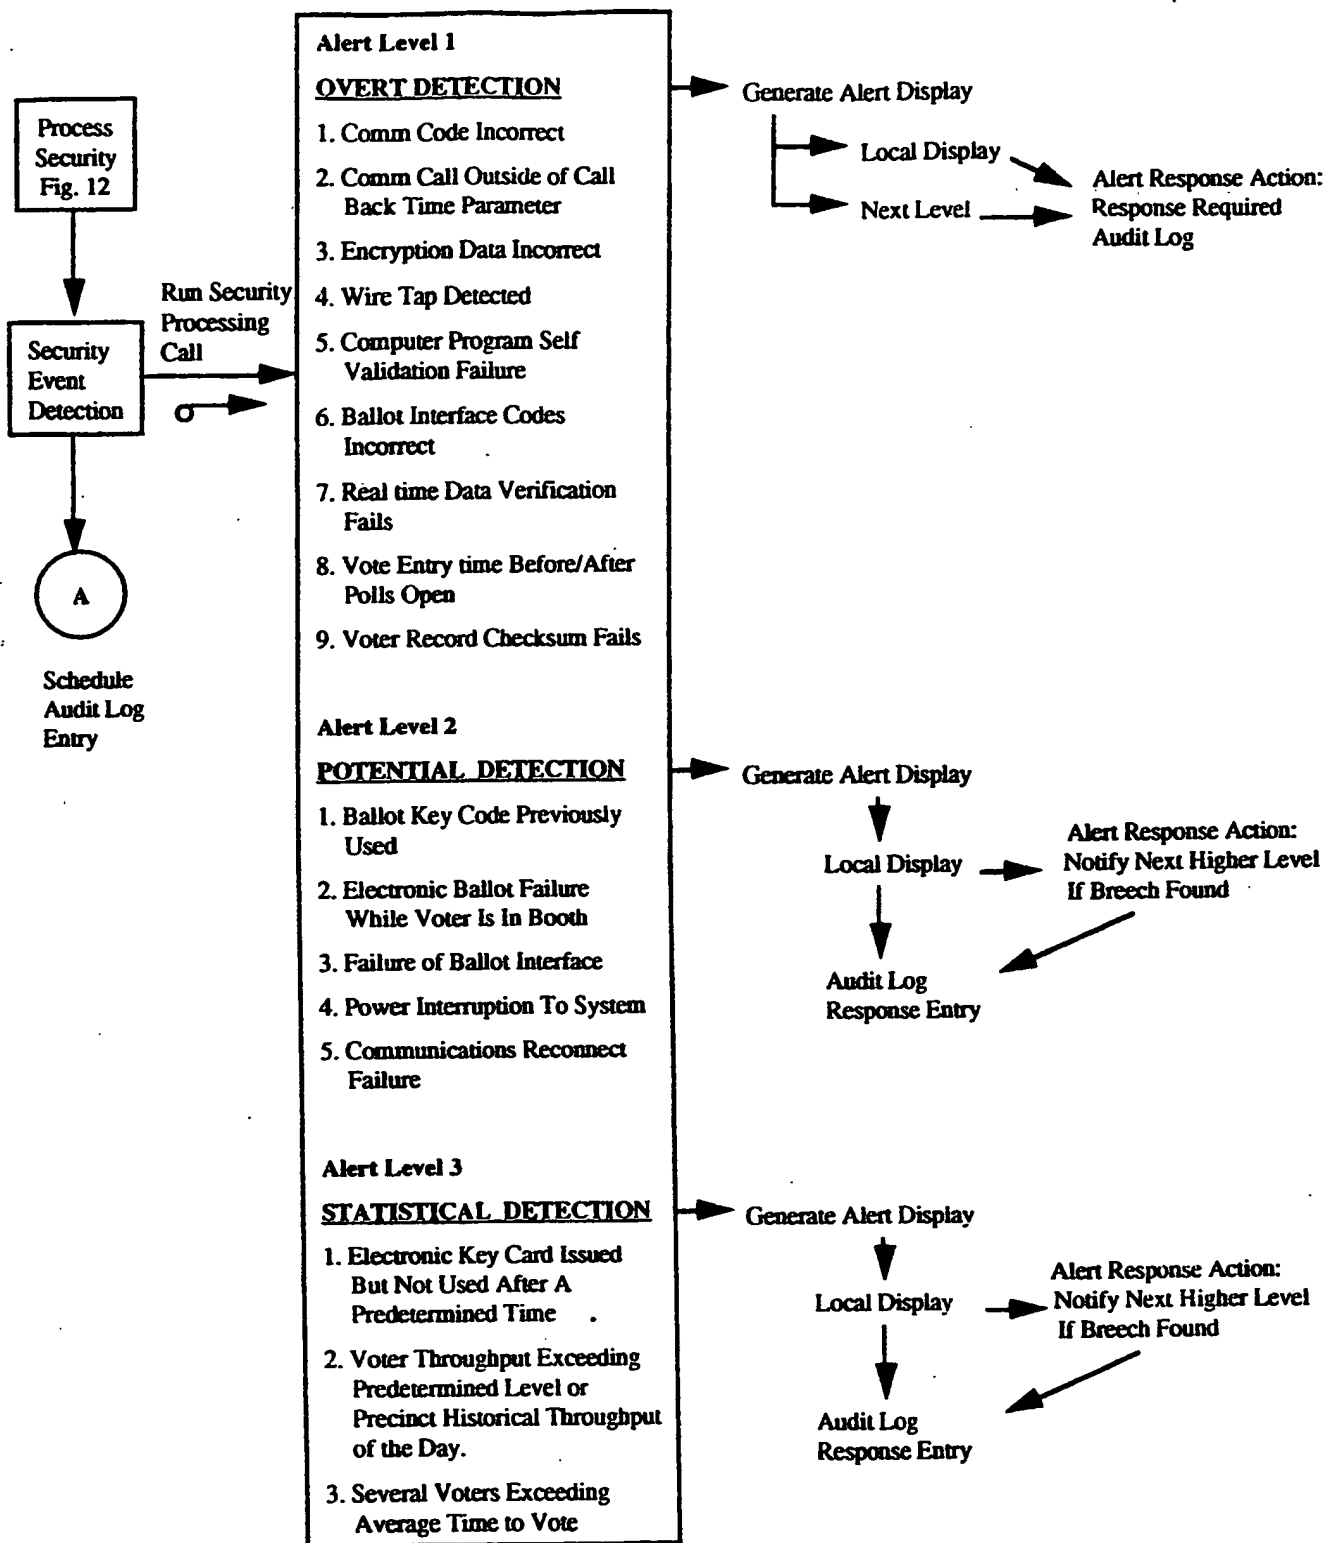 Process
Security
Fig. 12
Security
Event
Detection
Run Security
Processing
Call
A
Schedule
Audit Log
Entry
Alert Level 1
OVERT DETECTION
1. Comm Code Incorrect
2. Comm Call Outside of Call
Back Time Parameter
3. Encryption Data Incorrect
4. Wire Tap Detected
5. Computer Program Self
Validation Failure
6. Ballot Interface Codes
Incorrect
7. Real time Data Verification
Fails
8. Vote Entry time Before/After
Polls Open
9. Voter Record Checksum Fails
Generate Alert Display
Local Display
Next Level
Alert Response Action:
Response Required
Audit Log
Alert Level 2
POTENTIAL DETECTION
1. Ballot Key Code Previously
Used
2. Electronic Ballot Failure
While Voter Is In Booth
3. Failure of Ballot Interface
4. Power Interruption To System
5. Communications Reconnect
Failure
Generate Alert Display
Local Display
Alert Response Action:
Notify Next Higher Level
If Breech Found
Audit Log
Response Entry
Alert Level 3
STATISTICAL DETECTION
1. Electronic Key Card Issued
But Not Used After A
Predetermined Time
2. Voter Throughput Exceeding
Predetermined Level or
Precinct Historical Throughput
of the Day.
3. Several Voters Exceeding
Average Time to Vote
Generate Alert Display
Local Display
Alert Response Action:
Notify Next Higher Level
If Breech Found
Audit Log
Response Entry